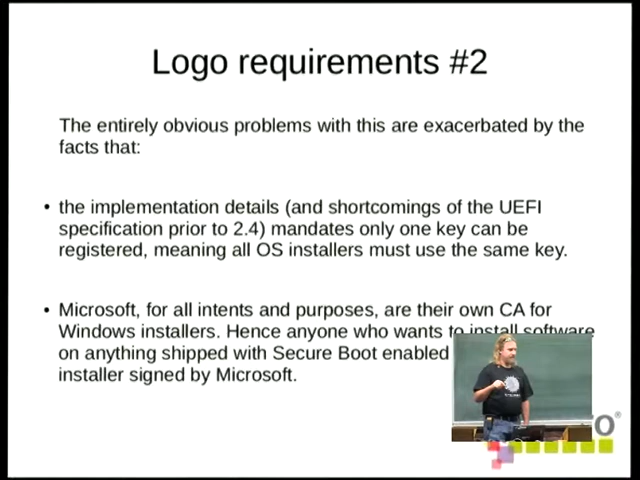 Logo requirements #2
The entirely obvious problems with this are exacerbated by the
facts that:
• the implementation details (and shortcomings of the UEFI
specification prior to 2.4) mandates only one key can be
registered, meaning all OS installers must use the same key.
• Microsoft, for all intents and purposes, are their own CA for
Windows installers. Hence anyone who wants to install software
on anything shipped with Secure Boot enabled
installer signed by Microsoft.